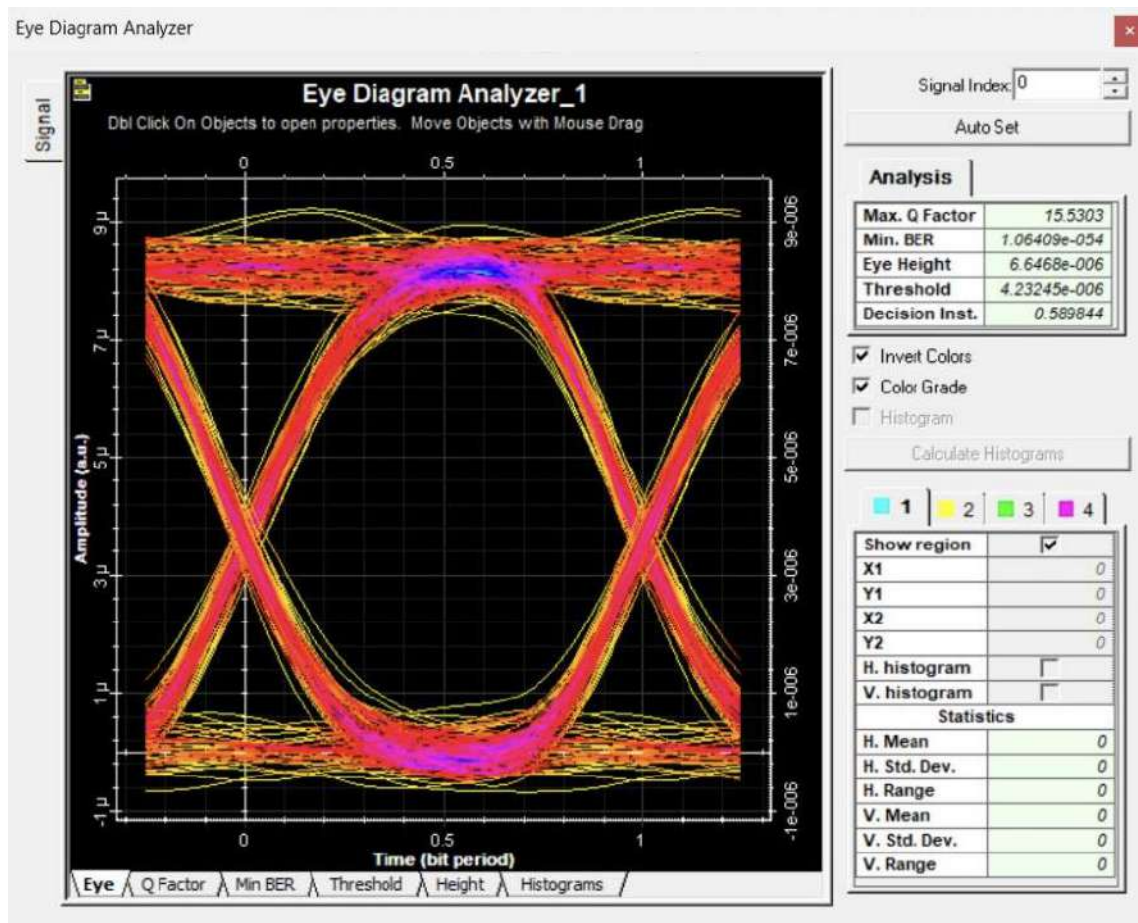 Eye Diagram Analyzer
Signal
Eye Diagram Analyzer_1
Dbl Click On Objects to open properties. Move Objects with Mouse Drag
0 0.5 1
9 µ
7 µ
5 µ
3 µ
1 µ
-1 µ
Amplitude (a.u.)
9e-006
7e-006
5e-006
3e-006
1e-006
-1e-006
0 0.5 1
Time (bit period)
Eye Q Factor Min BER Threshold Height Histograms
Signal Index: 0
Auto Set
Analysis
Max. Q Factor 15.5303
Min. BER 1.06409e-054
Eye Height 6.6468e-006
Threshold 4.23245e-006
Decision Inst. 0.589844
Invert Colors
Color Grade
Histogram
Calculate Histograms
1 2 3 4
Show region
X1 0
Y1 0
X2 0
Y2 0
H. histogram
V. histogram
Statistics
H. Mean 0
H. Std. Dev. 0
H. Range 0
V. Mean 0
V. Std. Dev. 0
V. Range 0